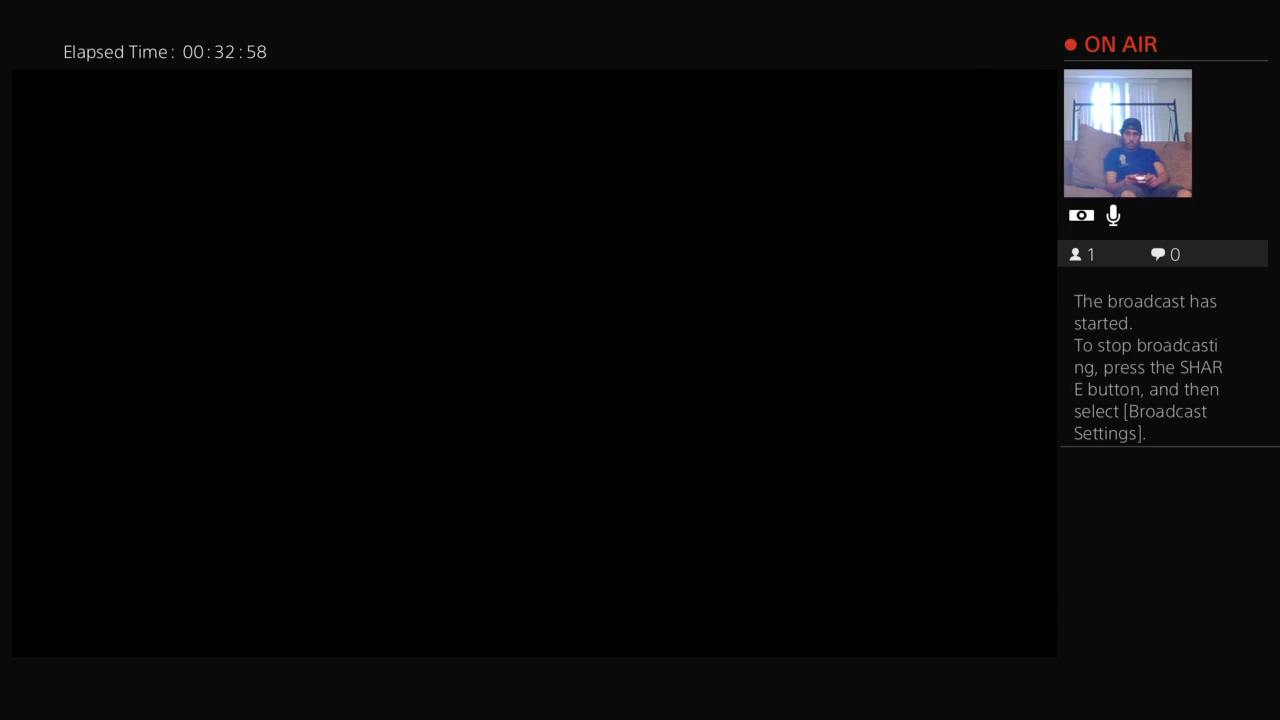 Elapsed Time: 00:32:58
ON AIR
1 0
The broadcast has
started.
To stop broadcasti
ng, press the SHAR
E button, and then
select [Broadcast
Settings].